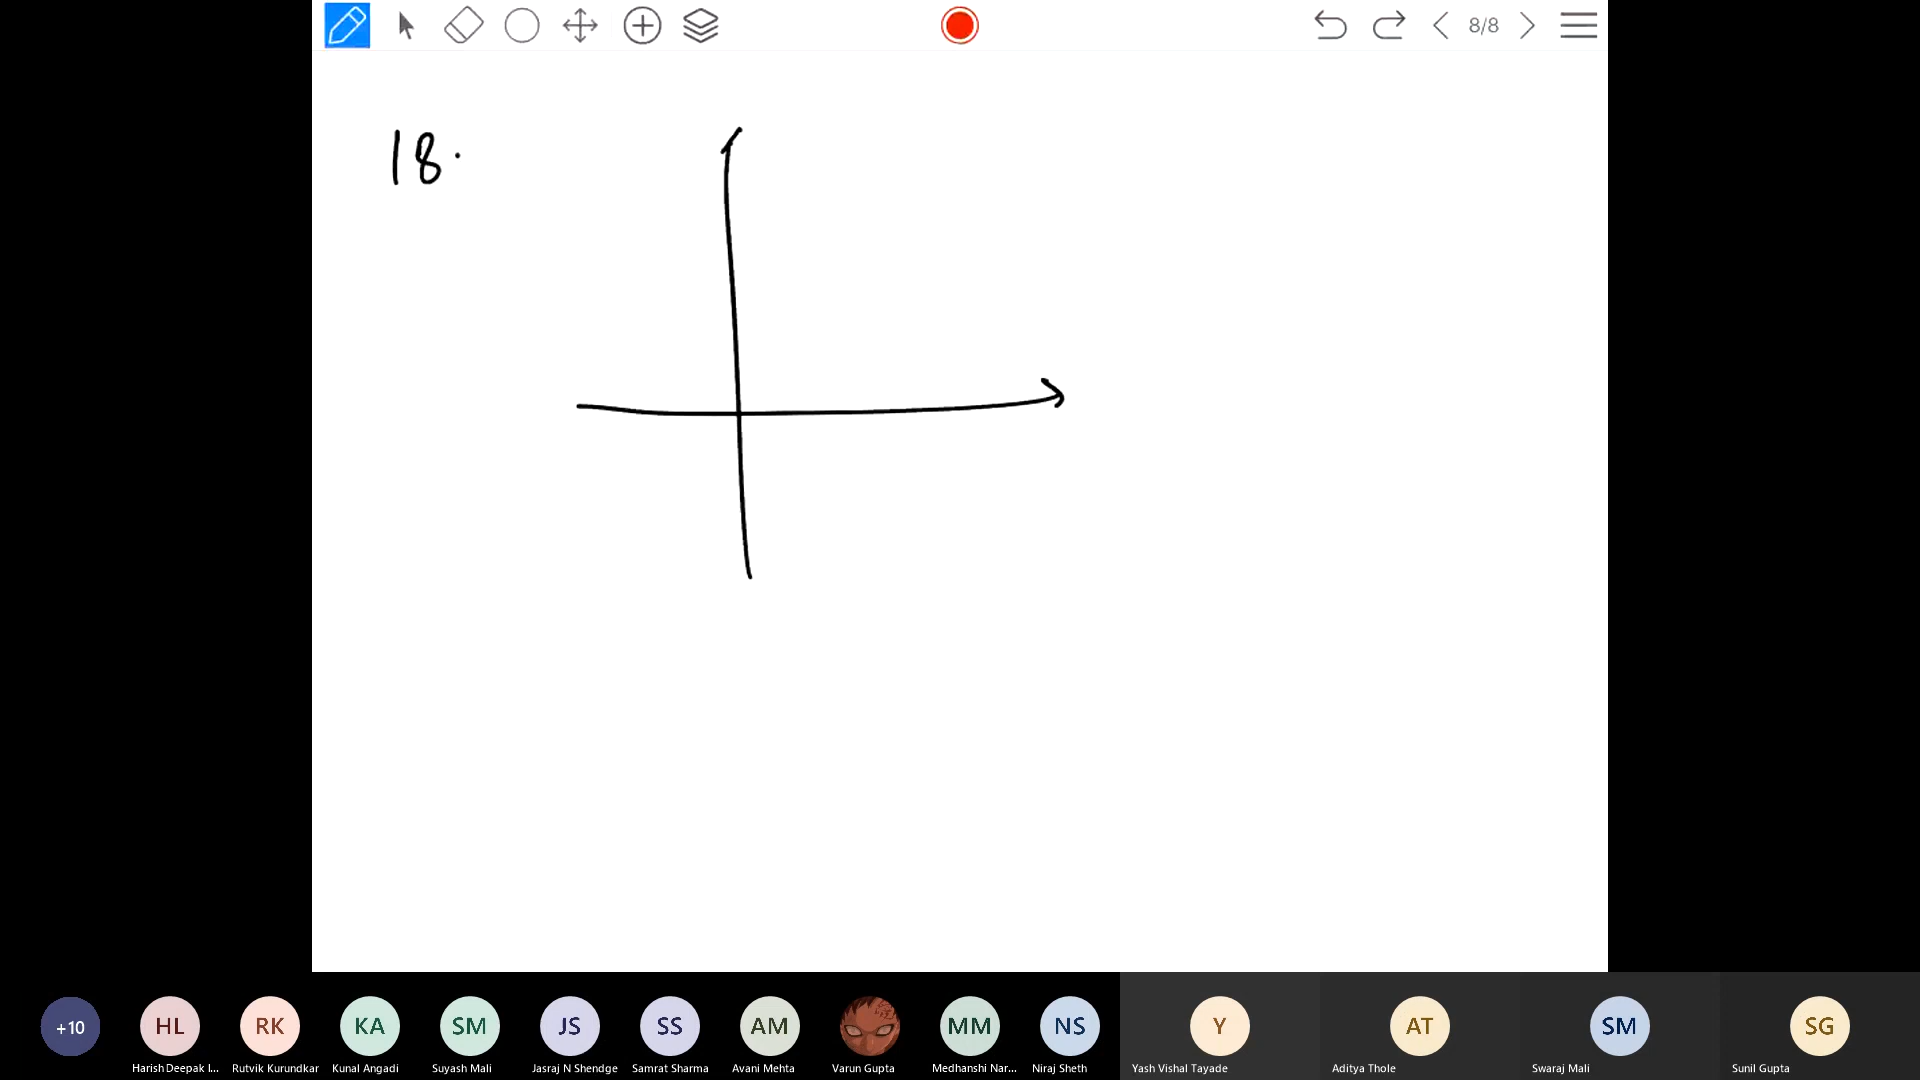 8/8
18.
+10
HL
RK
KA
SM
JS
SS
AM
MM
NS
Y
AT
SM
SG
Harish Deepak I...
Rutvik Kurundkar
Kunal Angadi
Suyash Mali
Jasraj N Shendge
Samrat Sharma
Avani Mehta
Varun Gupta
Medhanshi Nar...
Niraj Sheth
Yash Vishal Tayade
Aditya Thole
Swaraj Mali
Sunil Gupta